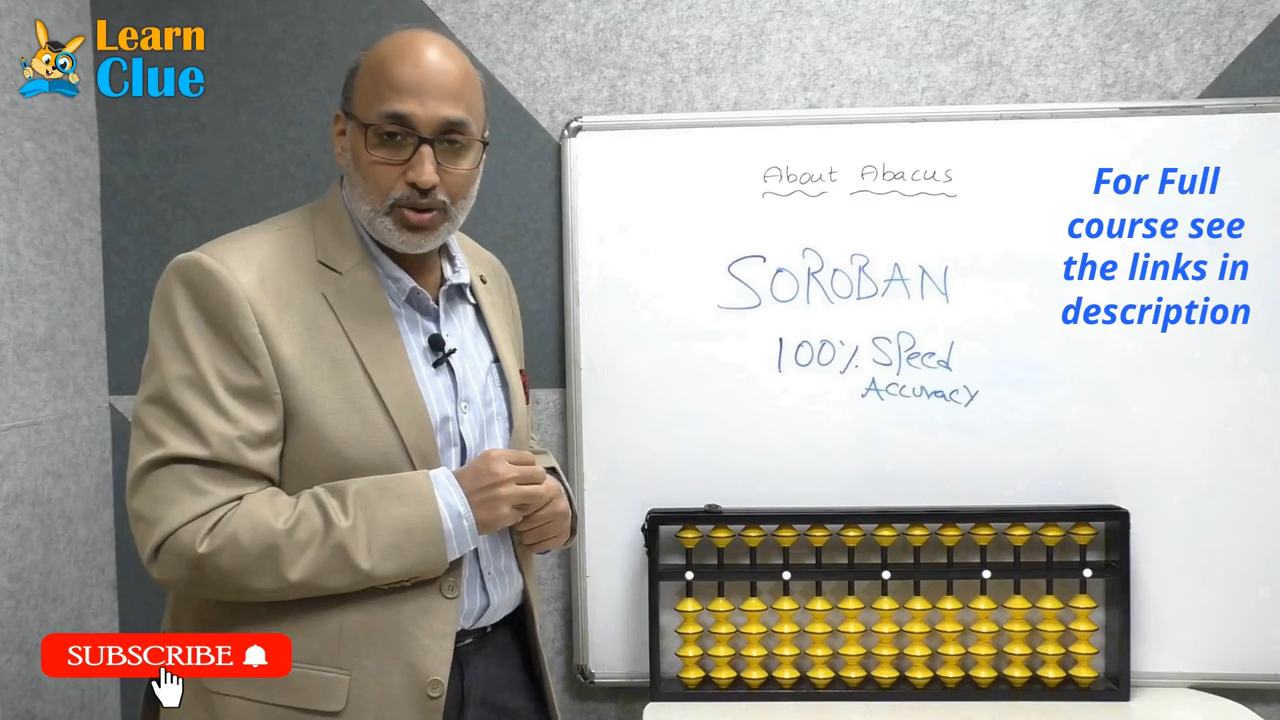 Learn
Clue
About Abacus
SOROBAN
100% Speed
Accuracy
For Full
course see
the links in
description
SUBSCRIBE